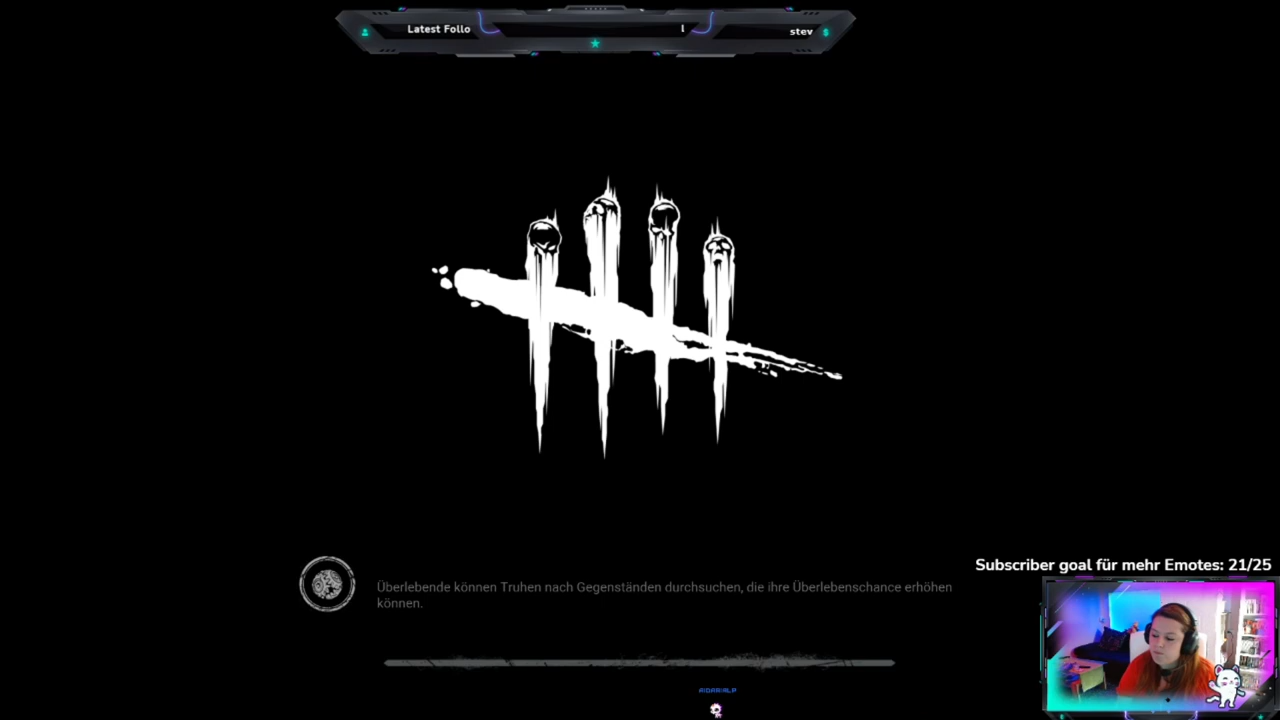 Latest Follo
l
stev
Überlebende können Truhen nach Gegenständen durchsuchen, die ihre Überlebenschance erhöhen
können.
Subscriber goal für mehr Emotes: 21/25